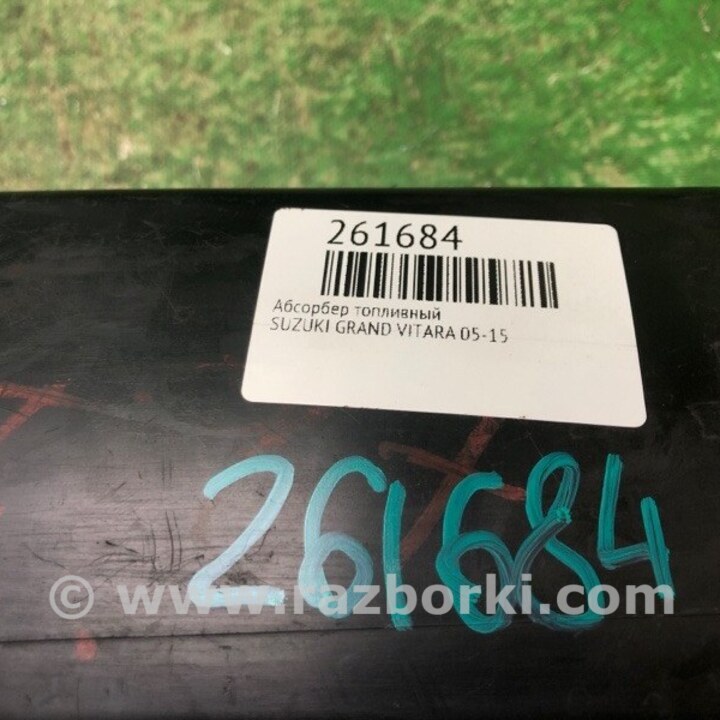 261684
Абсорбер топливный
SUZUKI GRAND VITARA 05-15
261684
© www.razborki.com